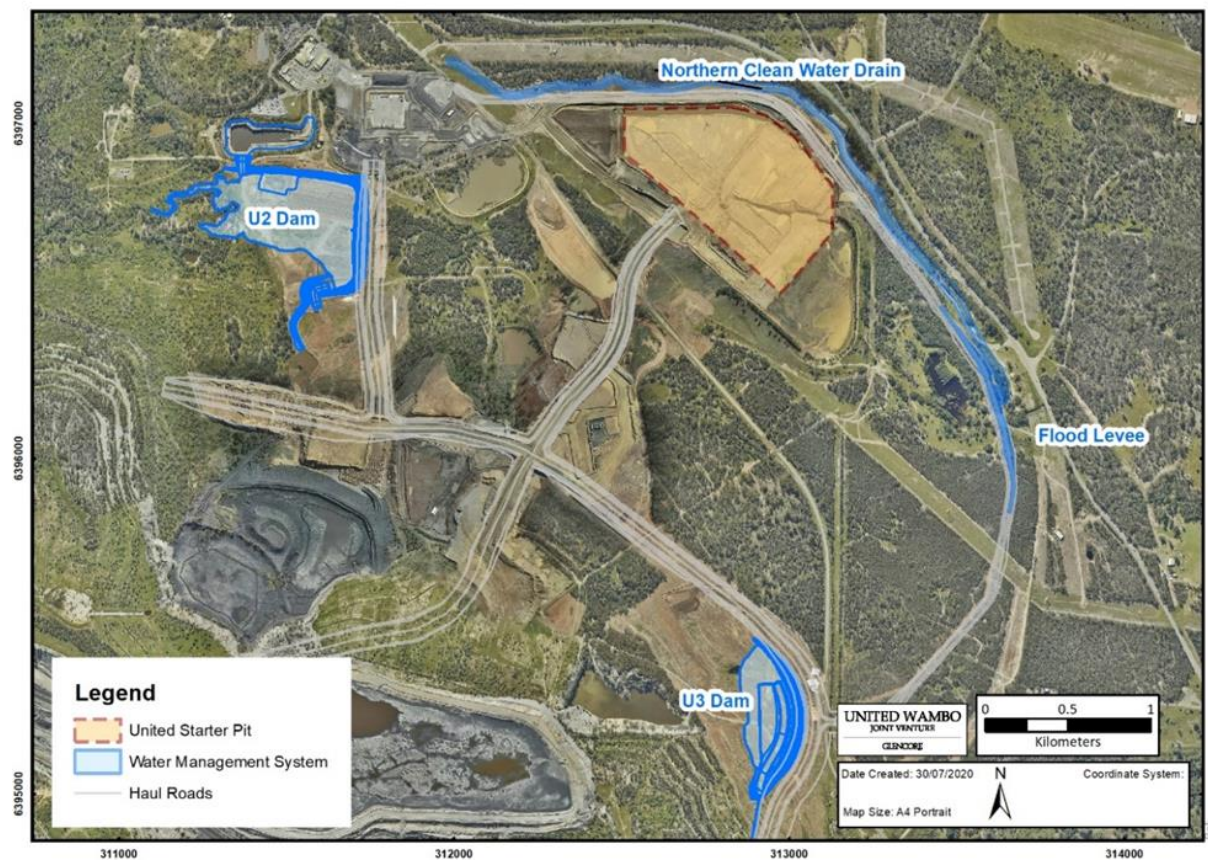 Northern Clean Water Drain
U2 Dam
Flood Levee
U3 Dam
6397000
6396000
6395000
Legend
United Starter Pit
Water Management System
Haul Roads
UNITED WAMBO
JOINT VENTURE
GLENCORE
0 0.5 1
Kilometers
Date Created: 30/07/2020
N
Coordinate System:
Map Size: A4 Portrait
311000 312000 313000 314000